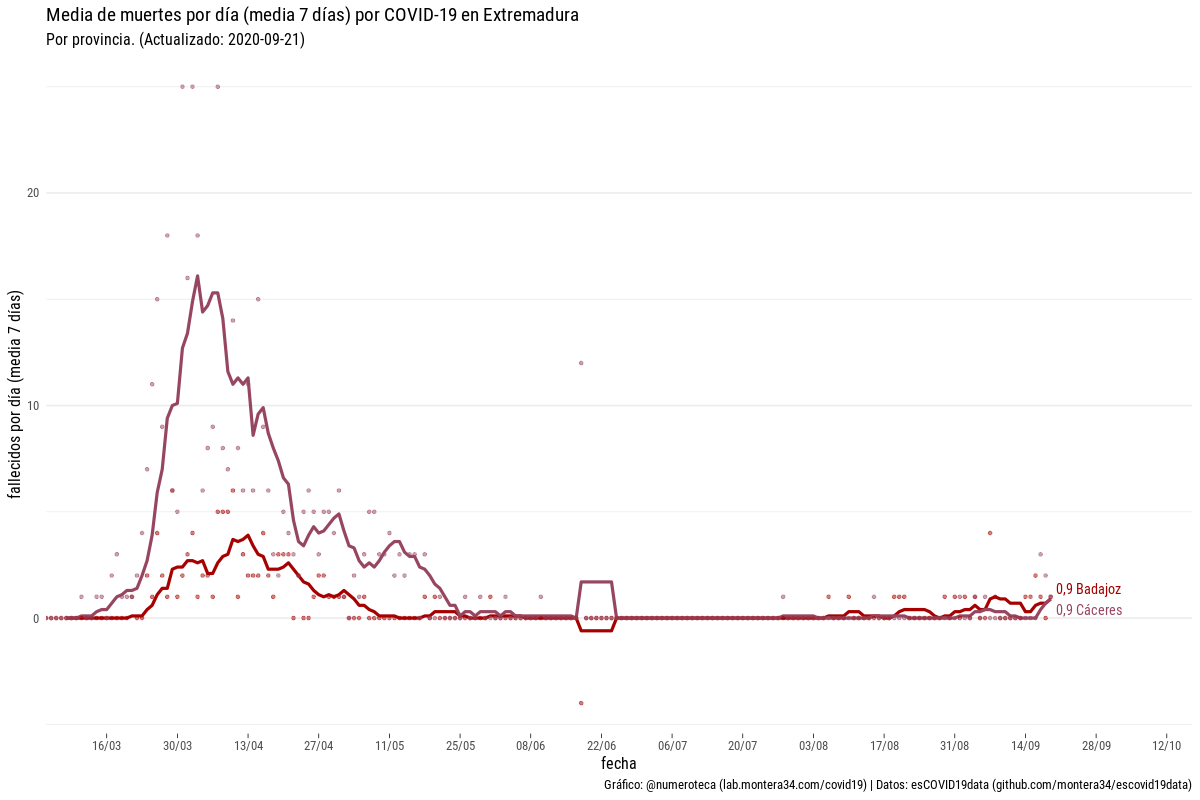 Media de muertes por día (media 7 días) por COVID-19 en Extremadura
Por provincia. (Actualizado: 2020-09-21)
fallecidos por día (media 7 días)
20
10
0
0,9 Badajoz
0,9 Cáceres
16/03 30/03 13/04 27/04 11/05 25/05 08/06 22/06 06/07 20/07 03/08 17/08 31/08 14/09 28/09 12/10
fecha
Gráfico: @numeroteca (lab.montera34.com/covid19) | Datos: esCOVID19data (github.com/montera34/escovid19data)